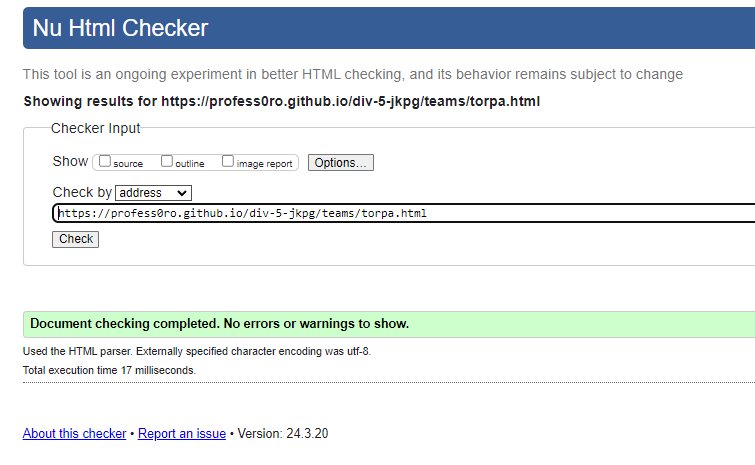 Nu Html Checker
This tool is an ongoing experiment in better HTML checking, and its behavior remains subject to change
Showing results for https://profess0ro.github.io/div-5-jkpg/teams/torpa.html
Checker Input
Show source outline image report Options...
Check by address
https://profess0ro.github.io/div-5-jkpg/teams/torpa.html
Check
Document checking completed. No errors or warnings to show.
Used the HTML parser. Externally specified character encoding was utf-8.
Total execution time 17 milliseconds.
About this checker • Report an issue • Version: 24.3.20